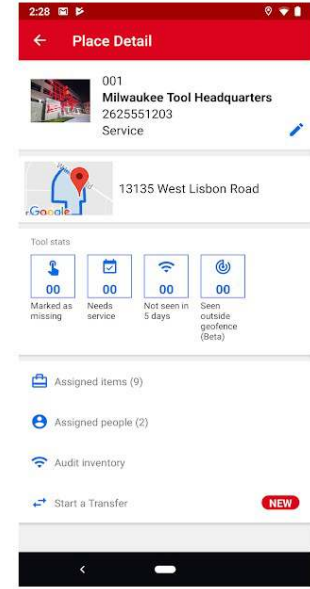 2:28
Place Detail
001
Milwaukee Tool Headquarters
2625551203
Service
Google
13135 West Lisbon Road
Tool stats
00
00
00
00
Marked as
missing
Needs
service
Not seen in
5 days
Seen
outside
geofence
(Beta)
Assigned items (9)
Assigned people (2)
Audit inventory
Start a Transfer
NEW